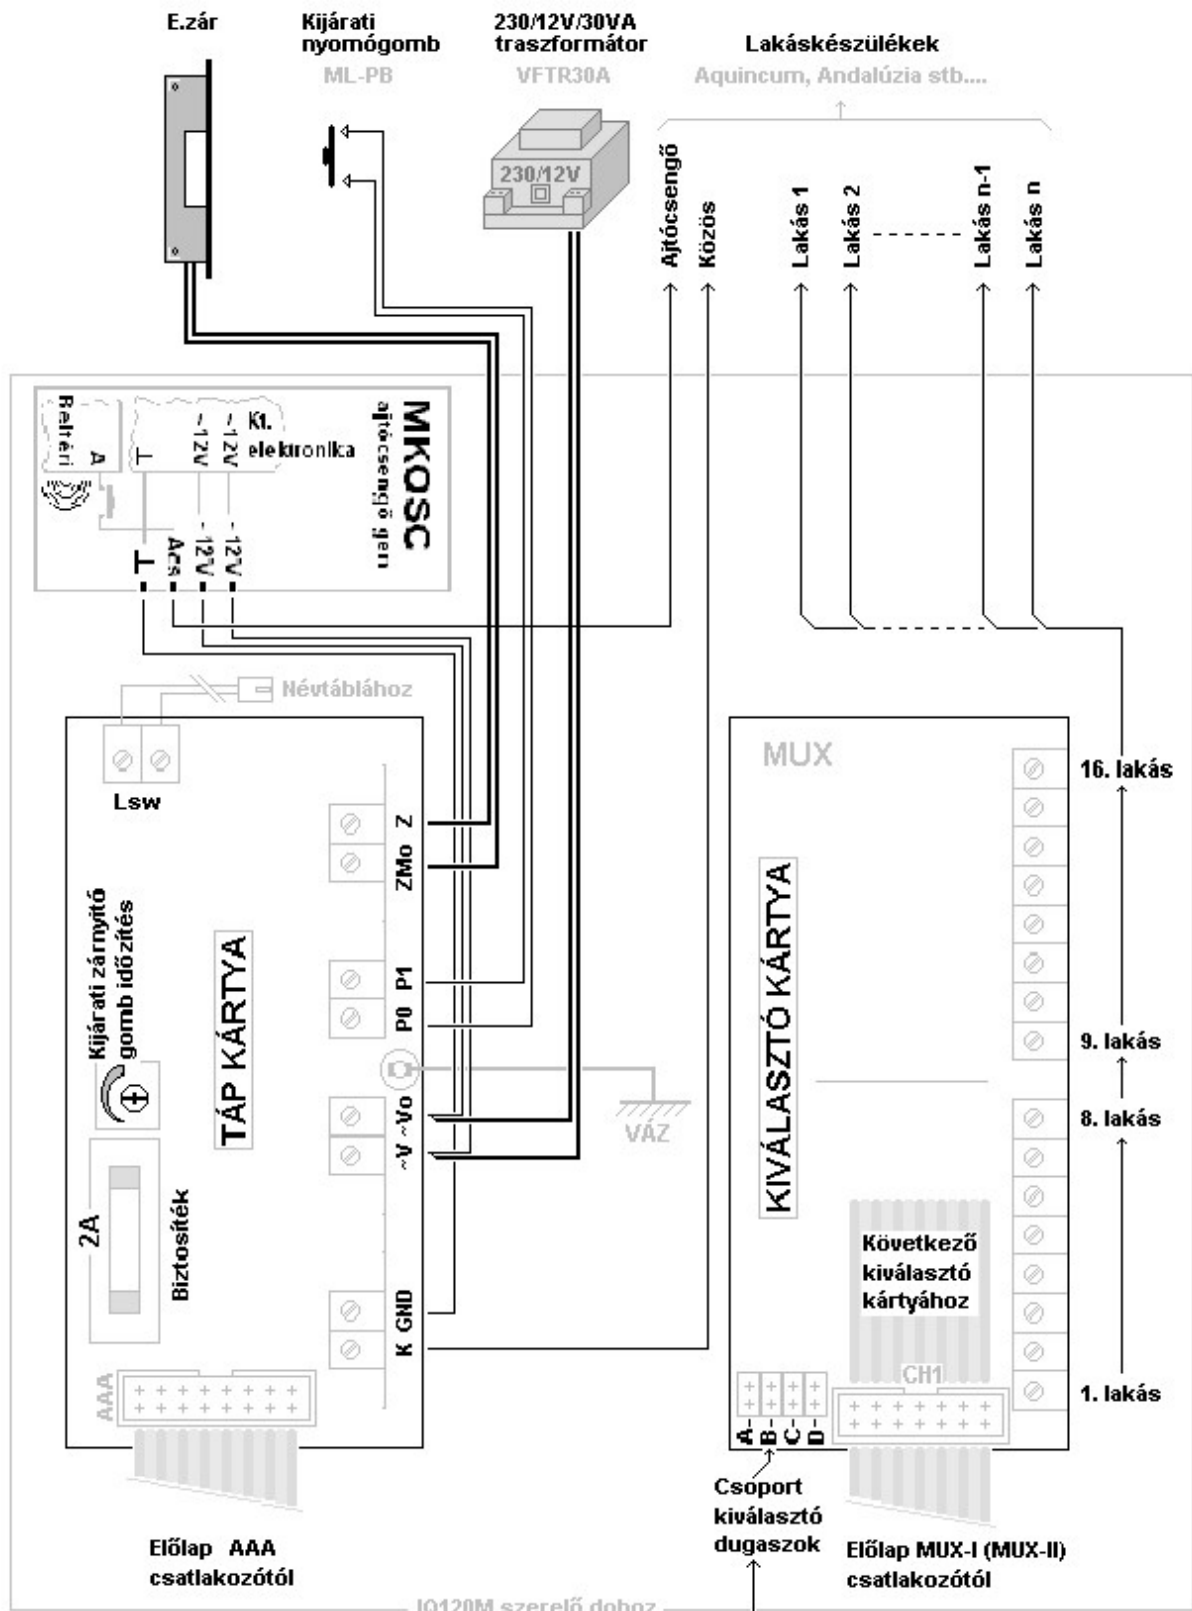 E.zár
Kijárati
nyomógomb
ML-PB
230/12V/30VA
traszformátor
VFTR30A
230/12V
Lakáskészülékek
Aquincum, Andalúzia stb....
Ajtócsengő
Közös
Lakás 1
Lakás 2
Lakás n-1
Lakás n
MKOSC
ajtócsengő gen
Kt.
elektronika
Beltéri
A
T
~12V
~12V
T
Acs
~12V
~12V
Névtáblához
Lsw
Z
ZMo
P1
P0
~Vo
~V
GND
K
VÁZ
Kijárati zárnyitó
gomb időzítés
TÁP KÁRTYA
2A
Biztosíték
AAA
Előlap AAA
csatlakozótól
MUX
KIVÁLASZTÓ KÁRTYA
16. lakás
9. lakás
8. lakás
1. lakás
Következő
kiválasztó
kártyához
CH1
A-
B-
C-
D-
Csoport
kiválasztó
dugaszok
Előlap MUX-I (MUX-II)
csatlakozótól
IQ120M szerelő doboz